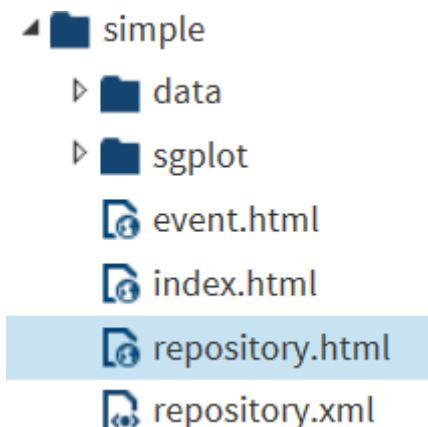 simple
data
sgplot
event.html
index.html
repository.html
repository.xml